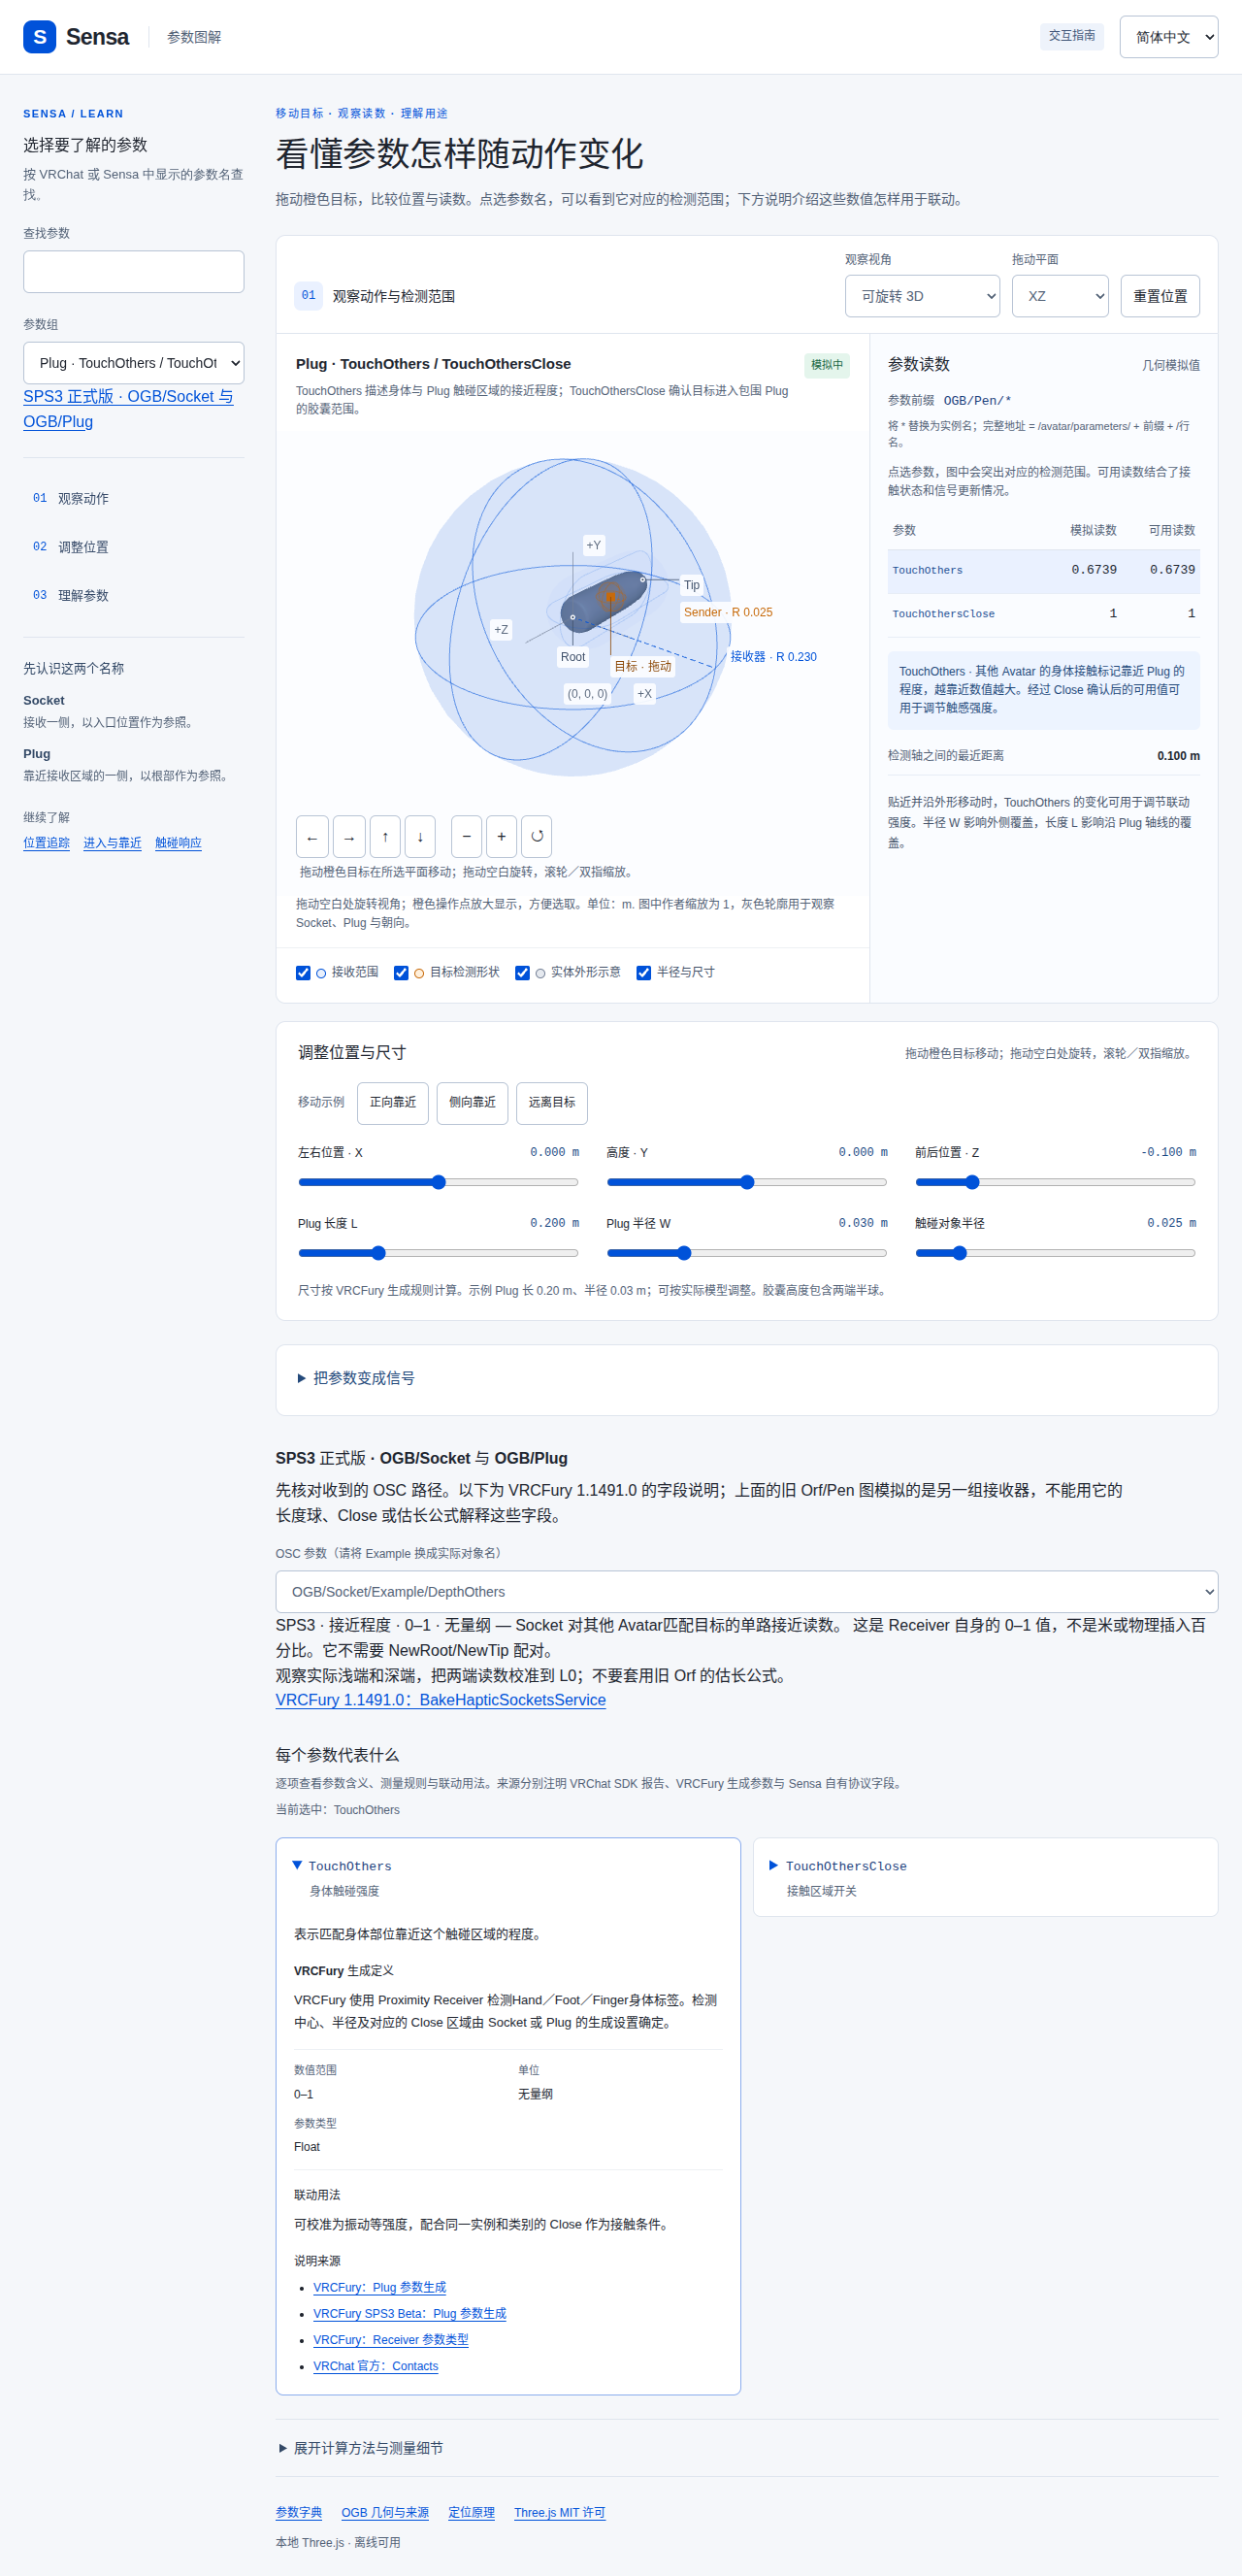 S Sensa 参数图解 交互指南 简体中文
SENSA / LEARN
选择要了解的参数
按 VRChat 或 Sensa 中显示的参数名查
找。
查找参数
参数组
Plug · TouchOthers / TouchOt
SPS3 正式版 · OGB/Socket 与
OGB/Plug
01 观察动作
02 调整位置
03 理解参数
先认识这两个名称
Socket
接收一侧，以入口位置作为参照。
Plug
靠近接收区域的一侧，以根部作为参照。
继续了解
位置追踪 进入与靠近 触碰响应
移动目标 · 观察读数 · 理解用途
看懂参数怎样随动作变化
拖动橙色目标，比较位置与读数。点选参数名，可以看到它对应的检测范围；下方说明介绍这些数值怎样用于联动。
01 观察动作与检测范围
观察视角
可旋转 3D
拖动平面
XZ
重置位置
Plug · TouchOthers / TouchOthersClose
模拟中
TouchOthers 描述身体与 Plug 触碰区域的接近程度；TouchOthersClose 确认目标进入包围 Plug
的胶囊范围。
+Y
Tip
Sender · R 0.025
+Z
Root
接收器 · R 0.230
目标 · 拖动
(0, 0, 0)
+X
← → ↑ ↓ − + ↺
拖动橙色目标在所选平面移动；拖动空白旋转，滚轮／双指缩放。
拖动空白处旋转视角；橙色操作点放大显示，方便选取。单位：m. 图中作者缩放为 1，灰色轮廓用于观察
Socket、Plug 与朝向。
接收范围 目标检测形状 实体外形示意 半径与尺寸
参数读数 几何模拟值
参数前缀 OGB/Pen/*
将 * 替换为实例名；完整地址 = /avatar/parameters/ + 前缀 + /行
名。
点选参数，图中会突出对应的检测范围。可用读数结合了接
触状态和信号更新情况。
参数 模拟读数 可用读数
TouchOthers 0.6739 0.6739
TouchOthersClose 1 1
TouchOthers · 其他 Avatar 的身体接触标记靠近 Plug 的
程度，越靠近数值越大。经过 Close 确认后的可用值可
用于调节触感强度。
检测轴之间的最近距离 0.100 m
贴近并沿外形移动时，TouchOthers 的变化可用于调节联动
强度。半径 W 影响外侧覆盖，长度 L 影响沿 Plug 轴线的覆
盖。
调整位置与尺寸 拖动橙色目标移动；拖动空白处旋转，滚轮／双指缩放。
移动示例 正向靠近 侧向靠近 远离目标
左右位置 · X 0.000 m 高度 · Y 0.000 m 前后位置 · Z -0.100 m
Plug 长度 L 0.200 m Plug 半径 W 0.030 m 触碰对象半径 0.025 m
尺寸按 VRCFury 生成规则计算。示例 Plug 长 0.20 m、半径 0.03 m；可按实际模型调整。胶囊高度包含两端半球。
把参数变成信号
SPS3 正式版 · OGB/Socket 与 OGB/Plug
先核对收到的 OSC 路径。以下为 VRCFury 1.1491.0 的字段说明；上面的旧 Orf/Pen 图模拟的是另一组接收器，不能用它的
长度球、Close 或估长公式解释这些字段。
OSC 参数（请将 Example 换成实际对象名）
OGB/Socket/Example/DepthOthers
SPS3 · 接近程度 · 0–1 · 无量纲 — Socket 对其他 Avatar匹配目标的单路接近读数。 这是 Receiver 自身的 0–1 值，不是米或物理插入百
分比。它不需要 NewRoot/NewTip 配对。
观察实际浅端和深端，把两端读数校准到 L0；不要套用旧 Orf 的估长公式。
VRCFury 1.1491.0：BakeHapticSocketsService
每个参数代表什么
逐项查看参数含义、测量规则与联动用法。来源分别注明 VRChat SDK 报告、VRCFury 生成参数与 Sensa 自有协议字段。
当前选中：TouchOthers
TouchOthers
身体触碰强度
表示匹配身体部位靠近这个触碰区域的程度。
VRCFury 生成定义
VRCFury 使用 Proximity Receiver 检测Hand／Foot／Finger身体标签。检测
中心、半径及对应的 Close 区域由 Socket 或 Plug 的生成设置确定。
数值范围 单位
0–1 无量纲
参数类型
Float
联动用法
可校准为振动等强度，配合同一实例和类别的 Close 作为接触条件。
说明来源
VRCFury：Plug 参数生成
VRCFury SPS3 Beta：Plug 参数生成
VRCFury：Receiver 参数类型
VRChat 官方：Contacts
TouchOthersClose
接触区域开关
展开计算方法与测量细节
参数字典 OGB 几何与来源 定位原理 Three.js MIT 许可
本地 Three.js · 离线可用